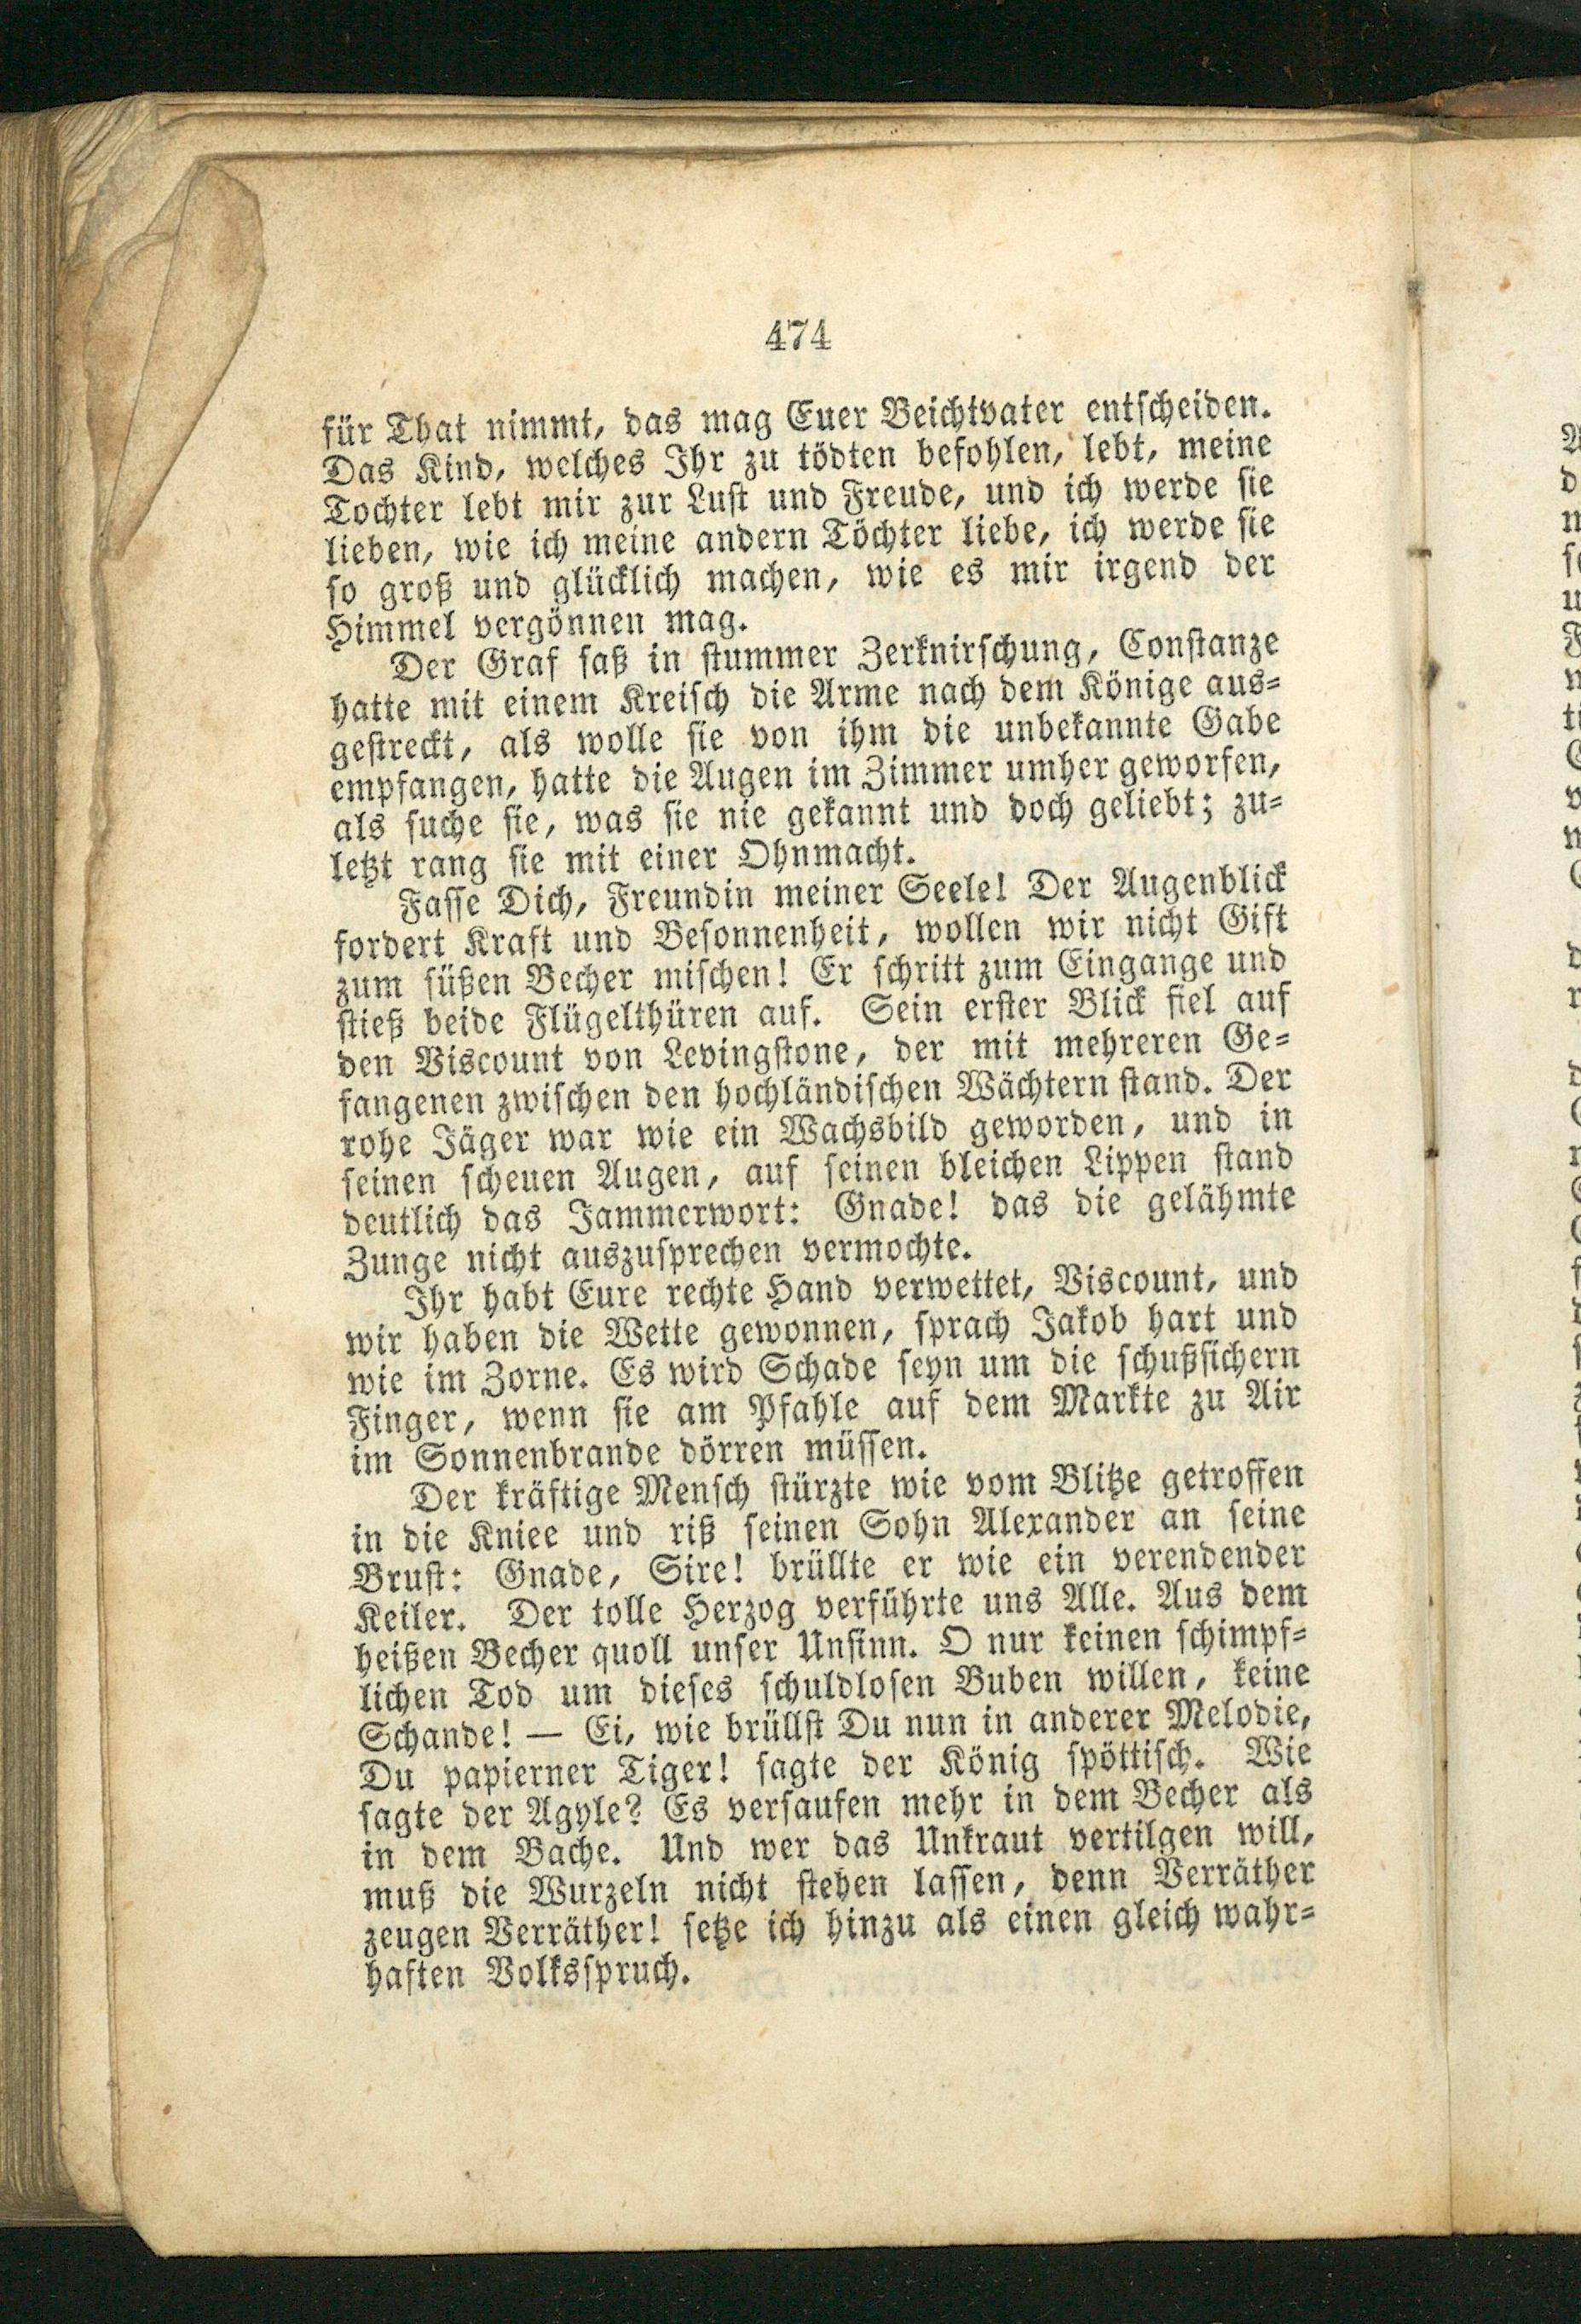 474
für That nimmt, das mag Euer Beichtvater entscheiden.
Das Kind, welches Ihr zu tödten befohlen, lebt, meine
Tochter lebt mir zur Lust und Freude, und ich werde sie
lieben, wie ich meine andern Töchter liebe, ich werde sie
so groß und glücklich machen, wie es mir irgend der
Himmel vergönnen mag.
Der Graf saß in stummer Zerknirschung, Constanze
hatte mit einem Kreisch die Arme nach dem Könige aus-
gestreckt, als wolle sie von ihm die unbekannte Gabe
empfangen, hatte die Augen im Zimmer umher geworfen,
als suche sie, was sie nie gekannt und doch geliebt; zu-
letzt rang sie mit einer Ohnmacht.
Fasse Dich, Freundin meiner Seele! Der Augenblick
fordert Kraft und Besonnenheit, wollen wir nicht Gift
zum süßen Becher mischen! Er schritt zum Eingange und
stieß beide Flügelthüren auf. Sein erster Blick fiel auf
den Viscount von Levingstone, der mit mehreren Ge-
fangenen zwischen den hochländischen Wächtern stand. Der
rohe Jäger war wie ein Wachsbild geworden, und in
seinen scheuen Augen, auf seinen bleichen Lippen stand
deutlich das Jammerwort: Gnade! das die gelähmte
Zunge nicht auszusprechen vermochte.
Ihr habt Eure rechte Hand verwettet, Viscount, und
wir haben die Wette gewonnen, sprach Jakob hart und
wie im Zorne. Es wird Schade seyn um die schußsichern
Finger, wenn sie am Pfahle auf dem Markte zu Air
im Sonnenbrande dörren müssen.
Der kräftige Mensch stürzte wie vom Blitze getroffen
in die Kniee und riß seinen Sohn Alexander an seine
Brust: Gnade, Sire! brüllte er wie ein verendender
Keiler. Der tolle Herzog verführte uns Alle. Aus dem
heißen Becher quoll unser Unsinn. O nur keinen schimpf-
lichen Tod um dieses schuldlosen Buben willen, keine
Schande! — Ei, wie brüllst Du nun in anderer Melodie,
Du papierner Tiger! sagte der König spöttisch. Wie
sagte der Agyle? Es versaufen mehr in dem Becher als
in dem Bache. Und wer das Unkraut vertilgen will,
muß die Wurzeln nicht stehen lassen, denn Verräther
zeugen Verräther! setze ich hinzu als einen gleich wahr-
haften Volksspruch.